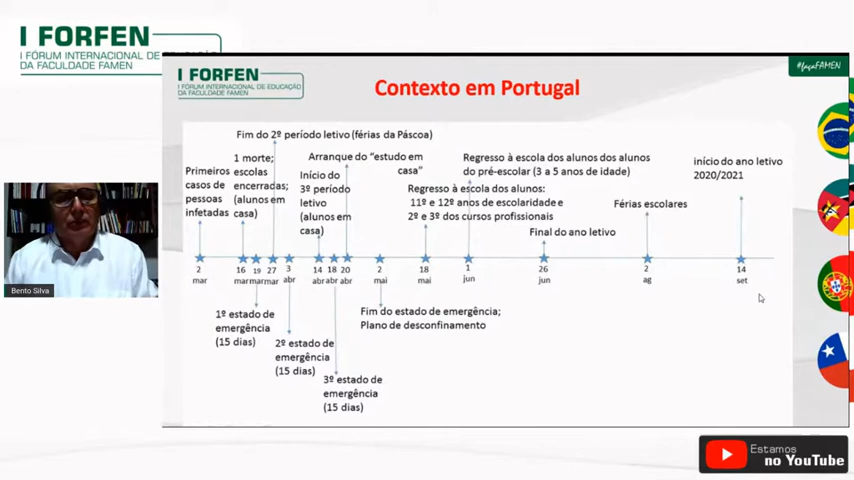 I FORFEN
I FÓRUM INTERNACIONAL DE EDUCAÇÃO
DA FACULDADE FAMEN
I FORFEN
I FÓRUM INTERNACIONAL DE EDUCAÇÃO
DA FACULDADE FAMEN
#façaFAMEN
Contexto em Portugal
Fim do 2º período letivo (férias da Páscoa)
Primeiros
casos de
pessoas
infetadas
1 morte;
escolas
encerradas;
(alunos em
casa)
Arranque do "estudo em
casa"
Início do
3º período
letivo
(alunos em
casa)
Regresso à escola dos alunos dos alunos
do pré-escolar (3 a 5 anos de idade)
Regresso à escola dos alunos:
11º e 12º anos de escolaridade e
2º e 3º dos cursos profissionais
Final do ano letivo
Férias escolares
início do ano letivo
2020/2021
2 16 19 27 3 14 18 20 2 18 1 26 2 14
mar mar mar mar abr abr abr abr mai mai jun jun ag set
1º estado de
emergência
(15 dias)
2º estado de
emergência
(15 dias)
3º estado de
emergência
(15 dias)
Fim do estado de emergência;
Plano de desconfinamento
Bento Silva
Estamos
no YouTube